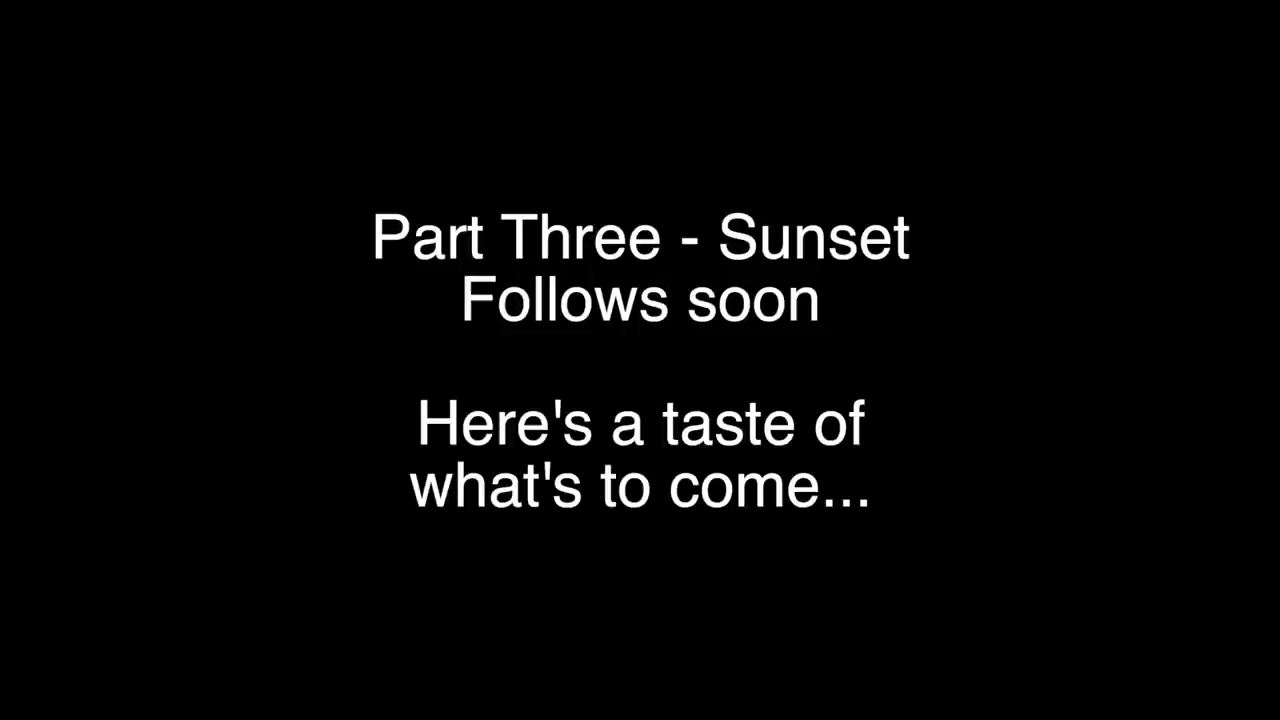 Part Three - Sunset
Follows soon
Here's a taste of
what's to come...